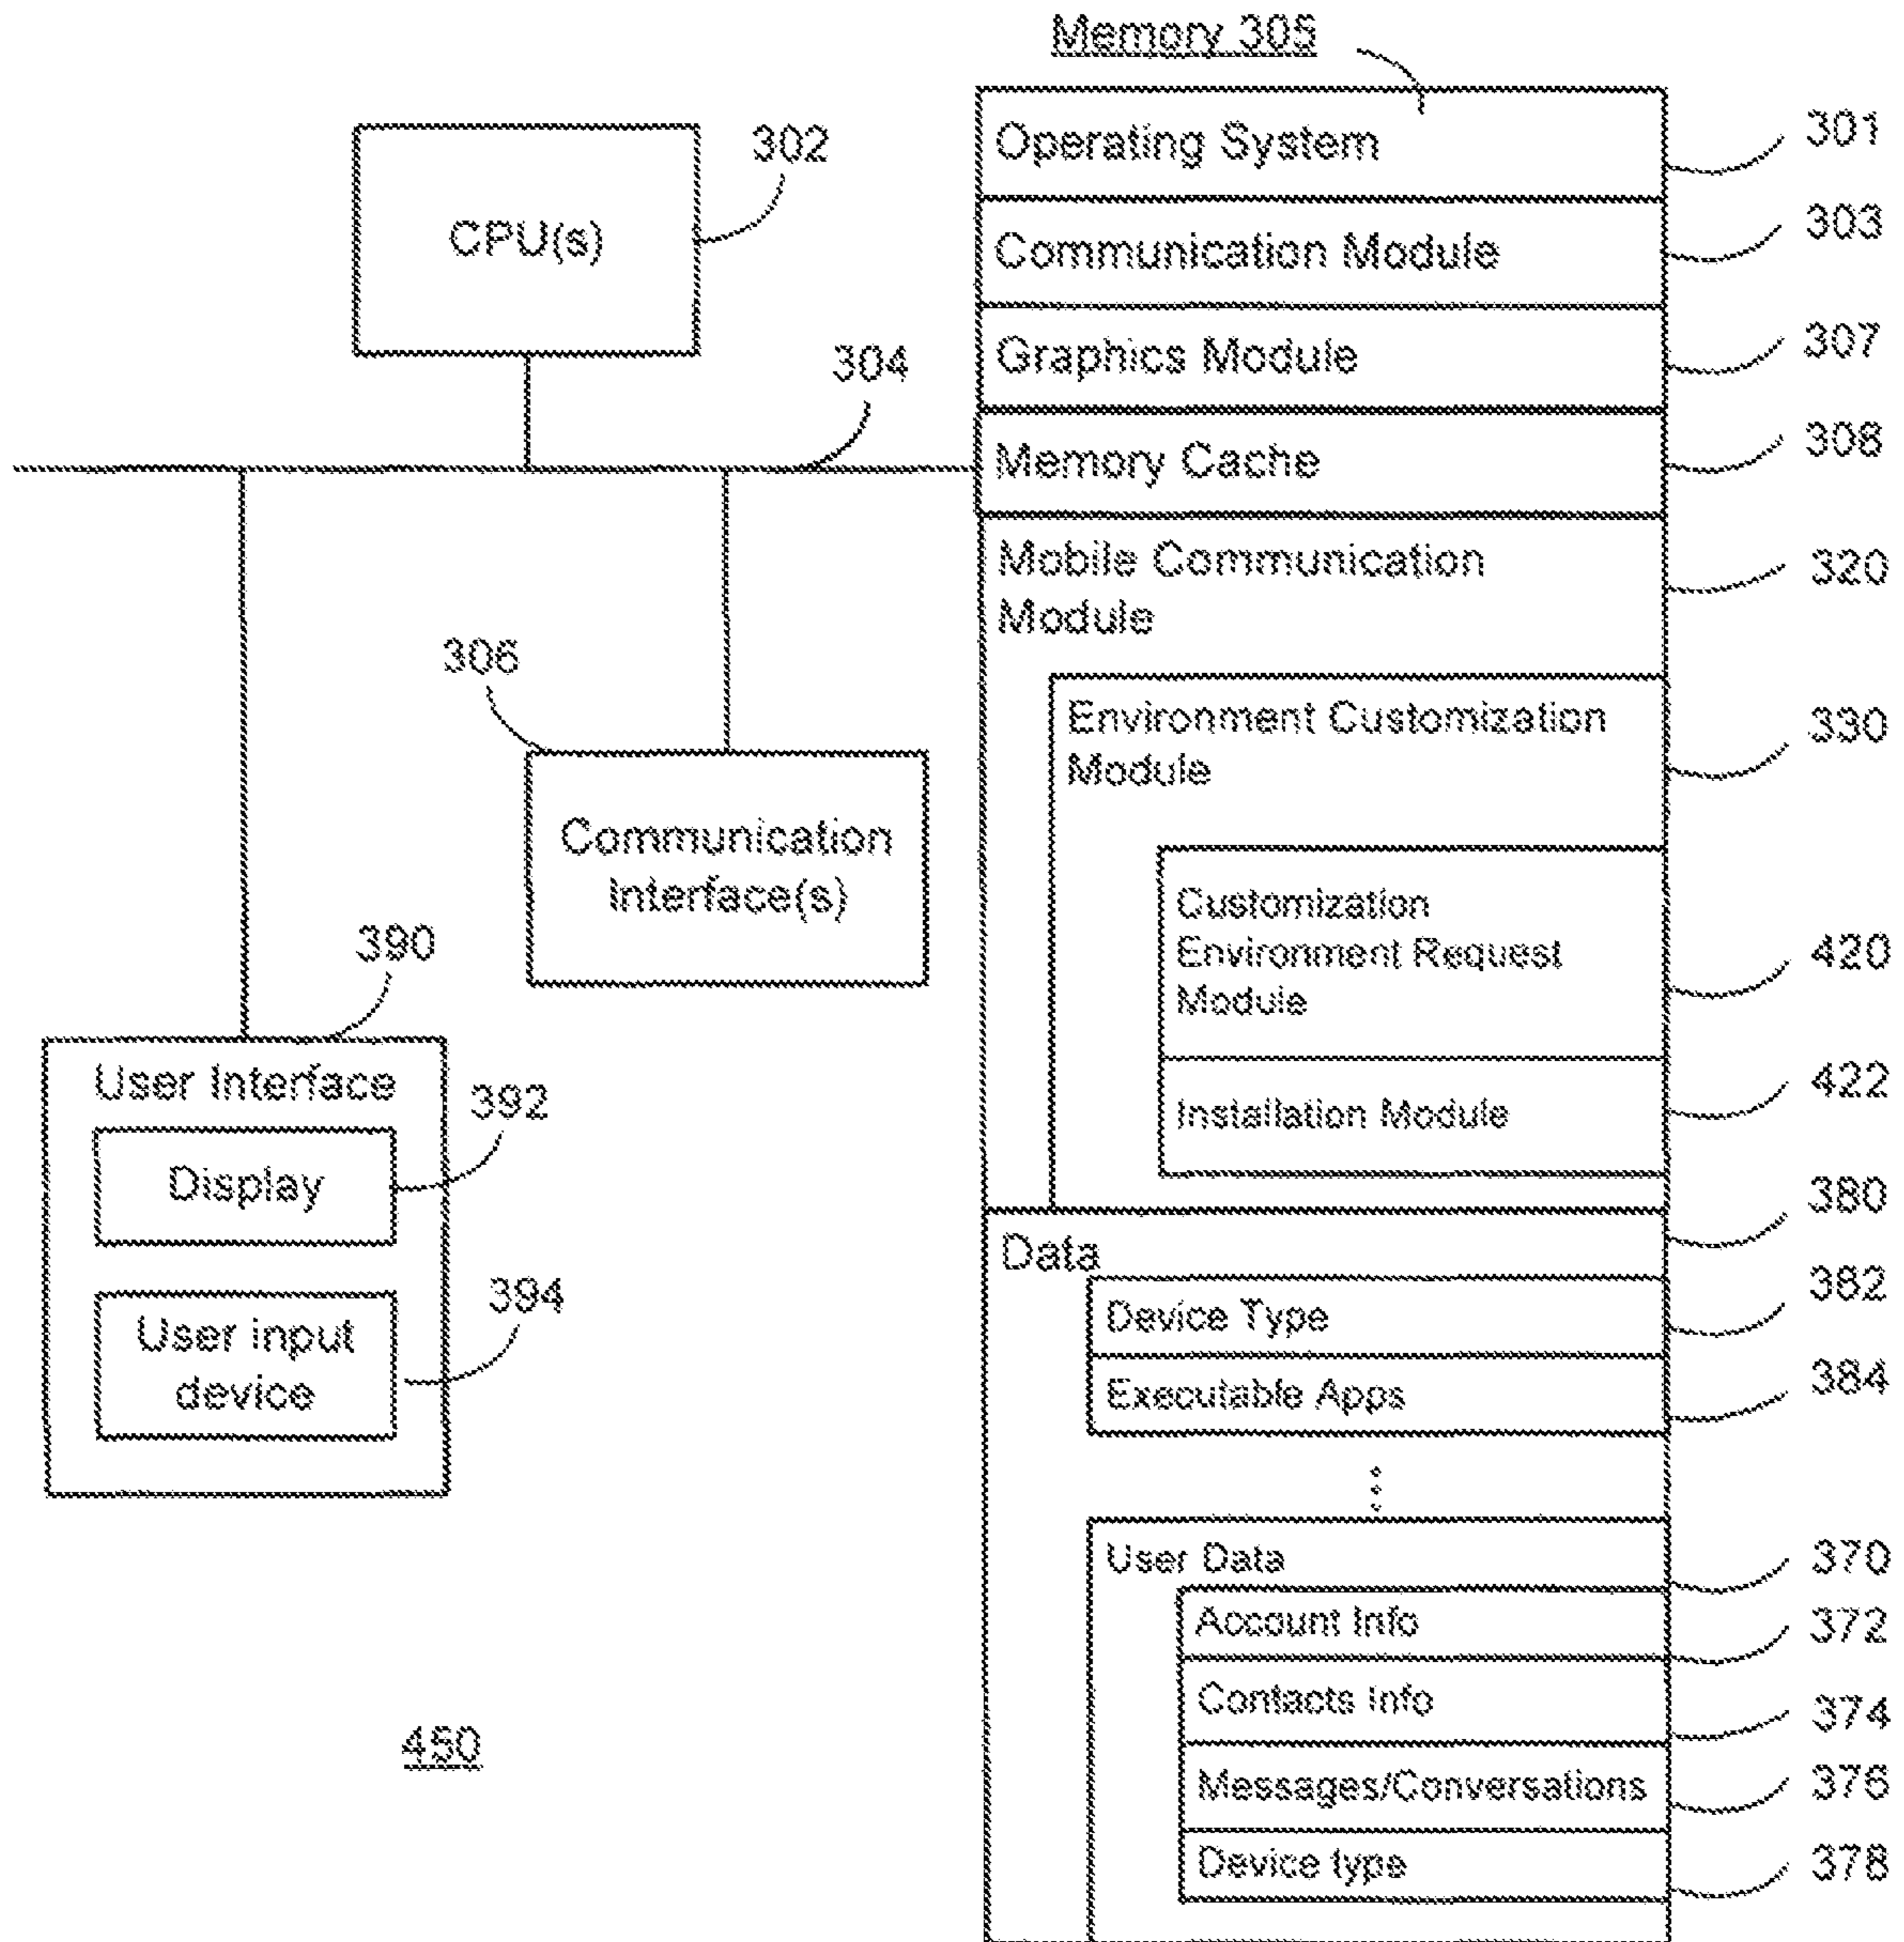 Memory 305
Operating System
301
CPU(s)
302
Communication Module
303
Graphics Module
307
304
Memory Cache
308
Mobile Communication
Module
320
306
Communication
Interface(s)
Environment Customization
Module
330
Customization
Environment Request
Module
420
Installation Module
422
390
User Interface
392
Display
394
User input
device
380
Data
382
Device Type
384
Executable Apps
User Data
370
Account Info
372
Contacts Info
374
Messages/Conversations
376
Device type
378
450